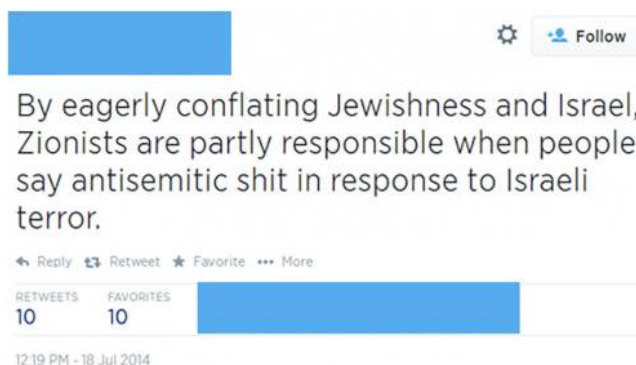 Follow
By eagerly conflating Jewishness and Israel,
Zionists are partly responsible when people
say antisemitic shit in response to Israeli
terror.
Reply Retweet Favorite More
RETWEETS FAVORITES
10 10
12:19 PM - 18 Jul 2014